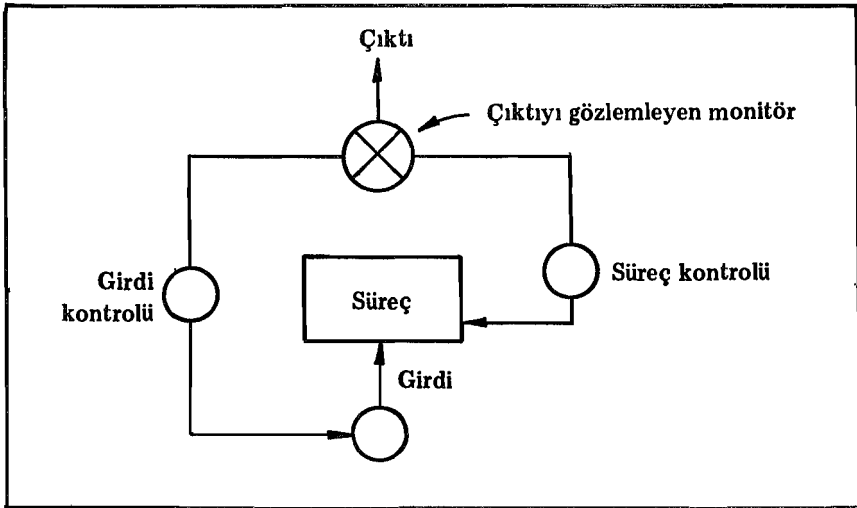 Çıktı
Çıktıyı gözlemleyen monitör
Girdi
kontrolü
Süreç
Süreç kontrolü
Girdi